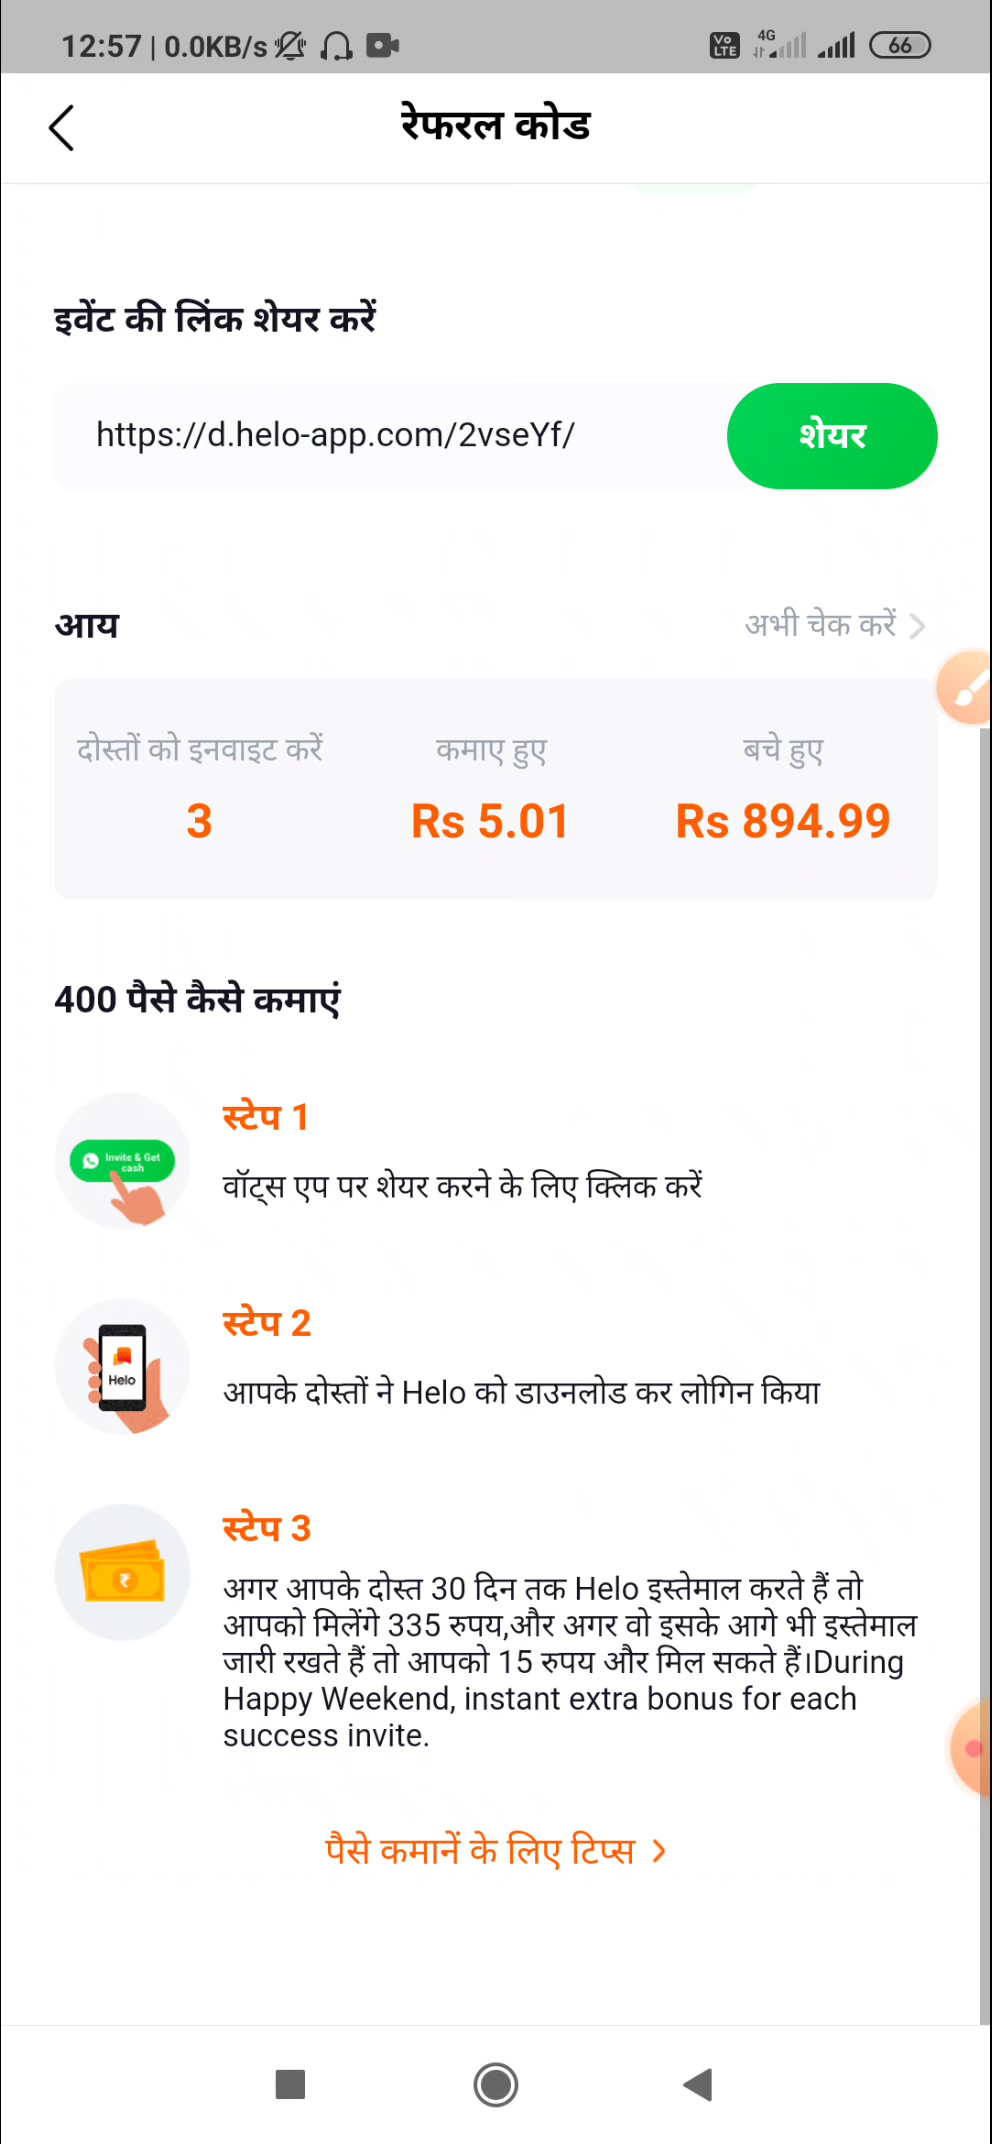 12:57 | 0.0KB/s
Vo LTE 4G 66
रेफरल कोड
इवेंट की लिंक शेयर करें
https://d.helo-app.com/2vseYf/ शेयर
आय अभी चेक करें
दोस्तों को इनवाइट करें कमाए हुए बचे हुए
3 Rs 5.01 Rs 894.99
400 पैसे कैसे कमाएं
स्टेप 1
Invite & Get
cash
वॉट्स एप पर शेयर करने के लिए क्लिक करें
स्टेप 2
Helo
आपके दोस्तों ने Helo को डाउनलोड कर लोगिन किया
स्टेप 3
अगर आपके दोस्त 30 दिन तक Helo इस्तेमाल करते हैं तो
आपको मिलेंगे 335 रुपय,और अगर वो इसके आगे भी इस्तेमाल
जारी रखते हैं तो आपको 15 रुपय और मिल सकते हैं।During
Happy Weekend, instant extra bonus for each
success invite.
पैसे कमानें के लिए टिप्स